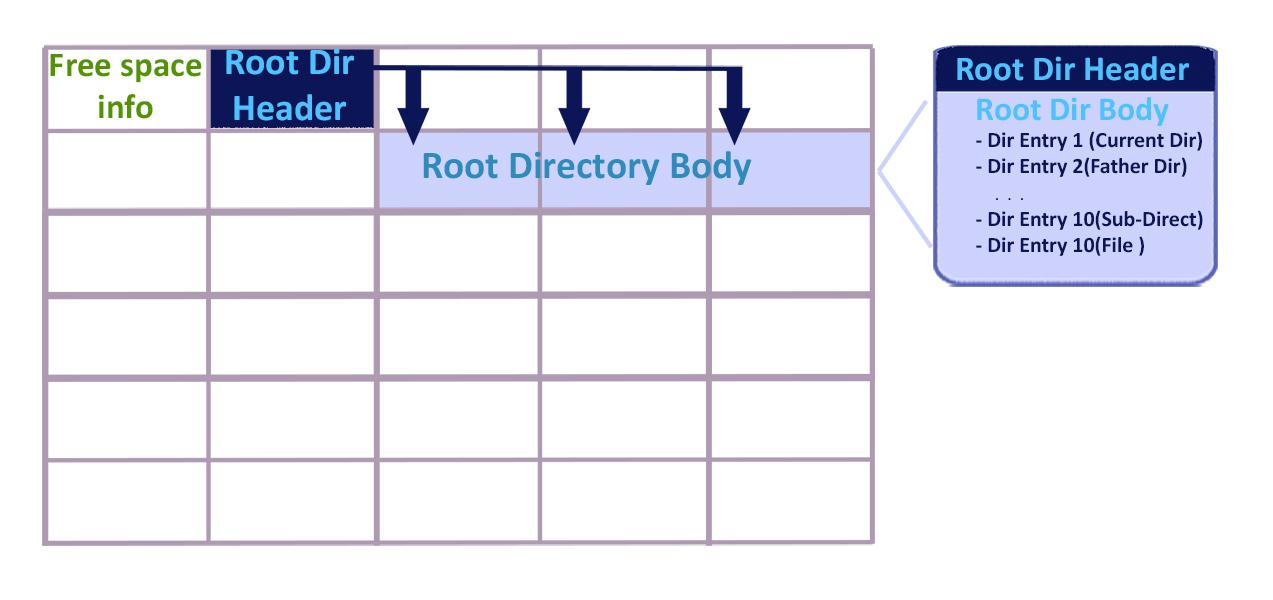 Free space
info
Root Dir
Header
Root Directory Body
Root Dir Header
Root Dir Body
- Dir Entry 1 (Current Dir)
- Dir Entry 2(Father Dir)
. . .
- Dir Entry 10(Sub-Direct)
- Dir Entry 10(File )